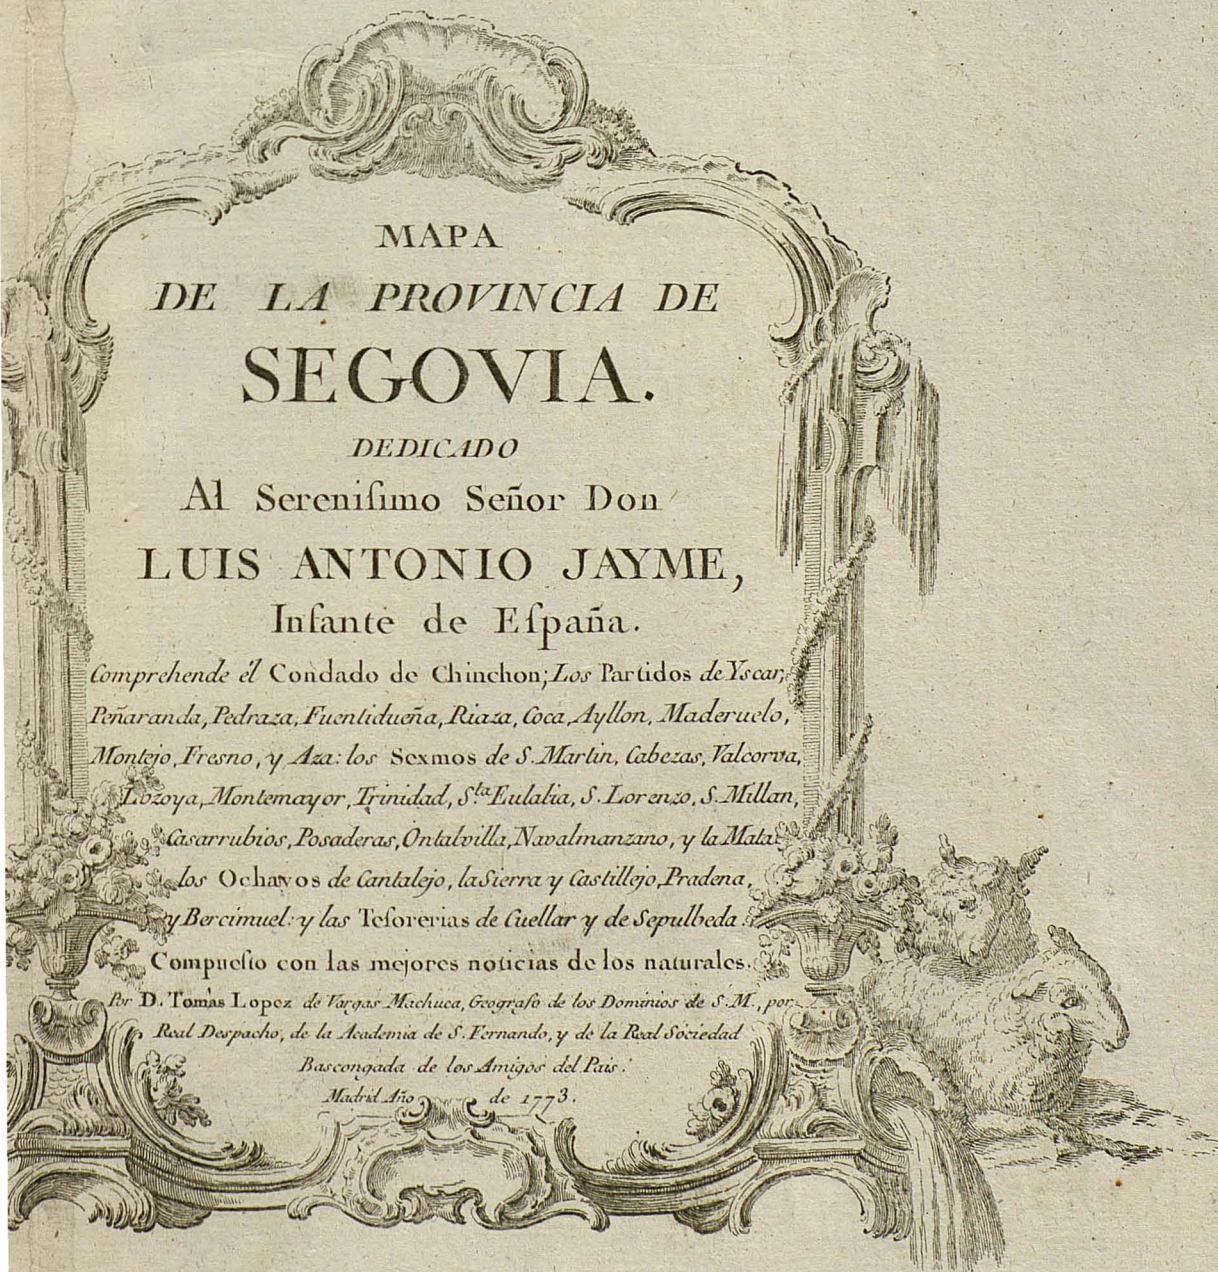 MAPA
DE LA PROVINCIA DE
SEGOVIA.
DEDICADO
Al Sereniſimo Señor Don
LUIS ANTONIO JAYME,
Infante de Eſpaña.
Comprehende él Condado de Chinchon; Los Partidos de Yscar,
Peñaranda, Pedraza, Fuentidueña, Riaza, Coca, Ayllon, Maderuelo,
Montejo, Fresno, y Aza: los Sexmos de S. Martin, Cabezas, Valcorva,
Lozoya, Montemayor, Trinidad, S.ta Eulalia, S. Lorenzo, S. Millan,
Casarrubios, Posaderas, Ontalvilla, Navalmanzano, y la Mata:
los Ochavos de Cantalejo, la Sierra y Castillejo, Pradena,
y Bercimuel: y las Teſorerias de Cuellar y de Sepulbeda.
Compueſto con las mejores noticias de los naturales.
Por D. Tomàs Lopez de Vargas Machuca, Geografo de los Dominios de S. M., por
Real Despacho, de la Academia de S. Fernando, y de la Real Sociedad
Bascongada de los Amigos del Pais.
Madrid Año de 1773.